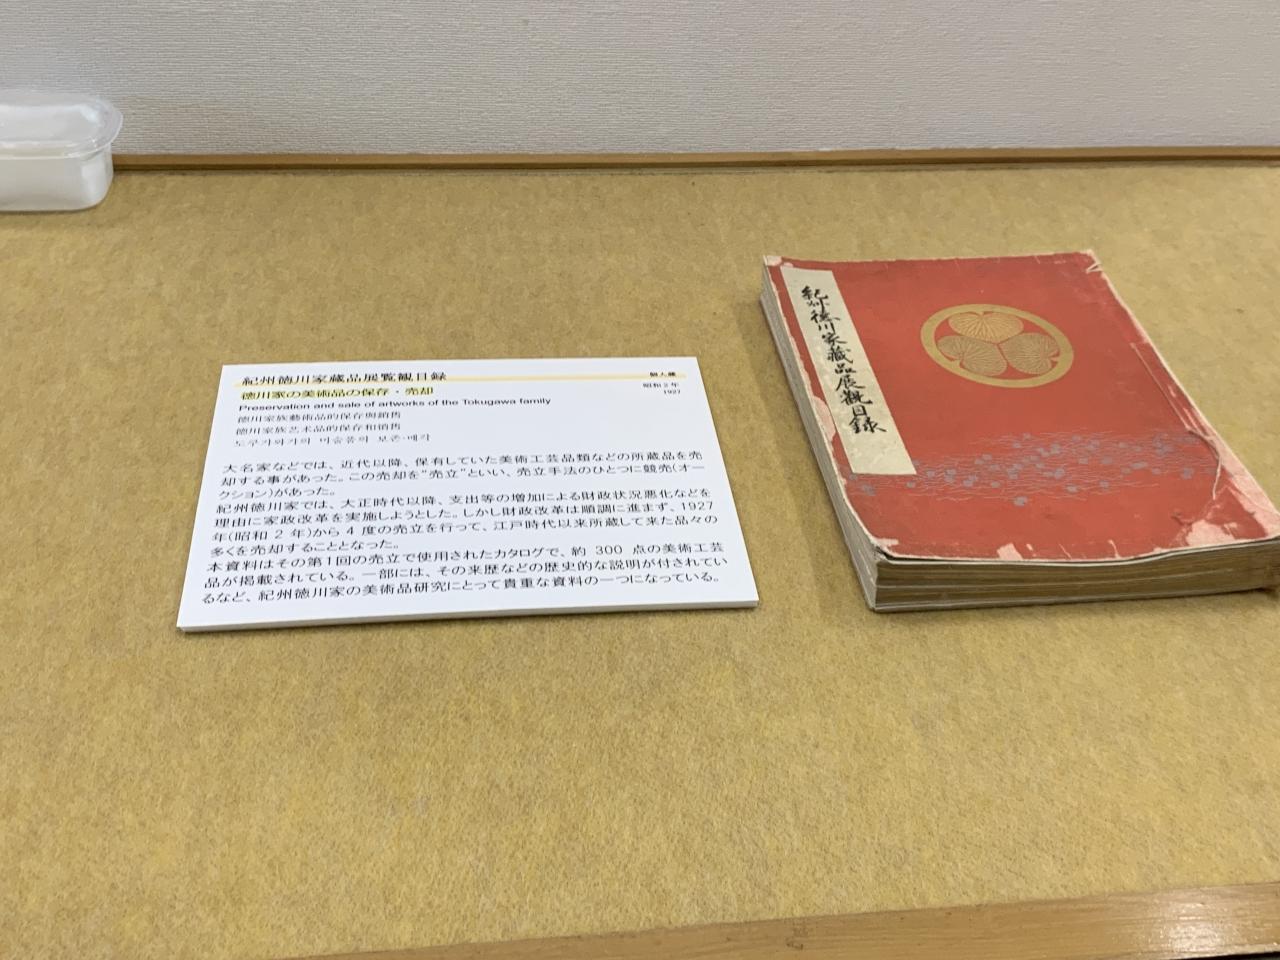 紀州徳川家蔵品展覧観目録
個人蔵
徳川家の美術品の保存・売却
昭和2年
1927
Preservation and sale of artworks of the Tokugawa family
徳川家族藝術品的保存與銷售
德川家族艺术品的保存和销售
도쿠가와가의 미술품의 보존·매각
大名家などでは、近代以降、保有していた美術工芸品類などの所蔵品を売
却する事があった。この売却を“売立”といい、売立手法のひとつに競売(オー
クション)があった。
紀州徳川家では、大正時代以降、支出等の増加による財政状況悪化などを
理由に家政改革を実施しようとした。しかし財政改革は順調に進まず、1927
年(昭和 2 年)から 4 度の売立を行って、江戸時代以来所蔵して来た品々の
多くを売却することとなった。
本資料はその第1回の売立で使用されたカタログで、約 300 点の美術工芸
品が掲載されている。一部には、その来歴などの歴史的な説明が付されてい
るなど、紀州徳川家の美術品研究にとって貴重な資料の一つになっている。
紀州徳川家蔵品展観目録